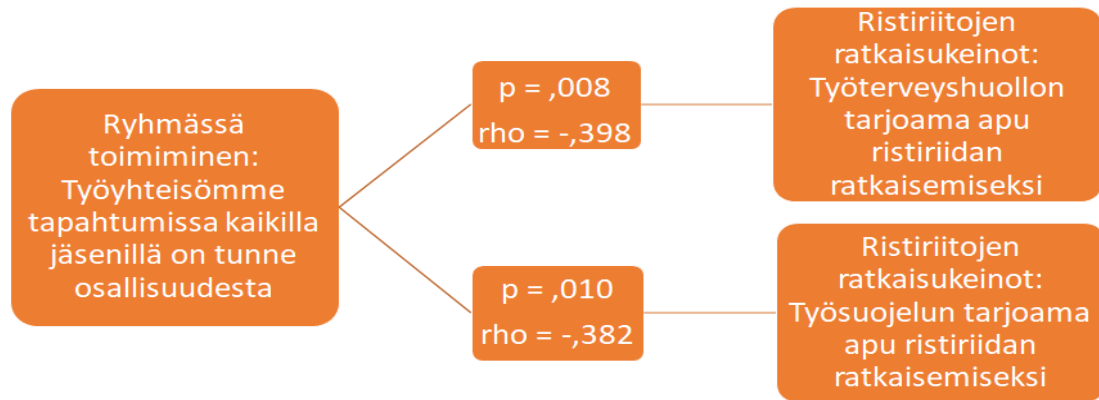 Ryhmässä
toimiminen:
Työyhteisömme
tapahtumissa kaikilla
jäsenillä on tunne
osallisuudesta
p = ,008
rho = -,398
Ristiriitojen
ratkaisukeinot:
Työterveyshuollon
tarjoama apu
ristiriidan
ratkaisemiseksi
p = ,010
rho = -,382
Ristiriitojen
ratkaisukeinot:
Työsuojelun tarjoama
apu ristiriidan
ratkaisemiseksi